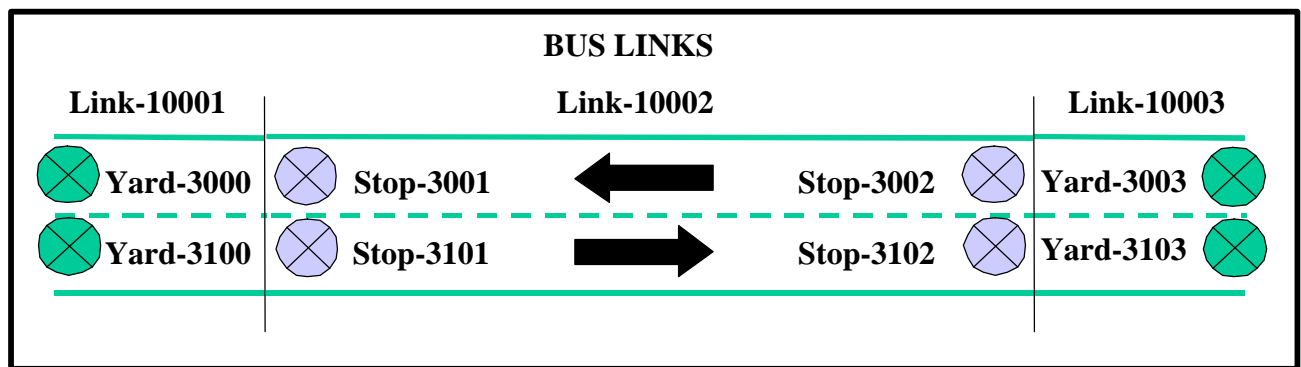 BUS LINKS
Link-10001 Link-10002 Link-10003
Yard-3000 Stop-3001 Stop-3002 Yard-3003
Yard-3100 Stop-3101 Stop-3102 Yard-3103